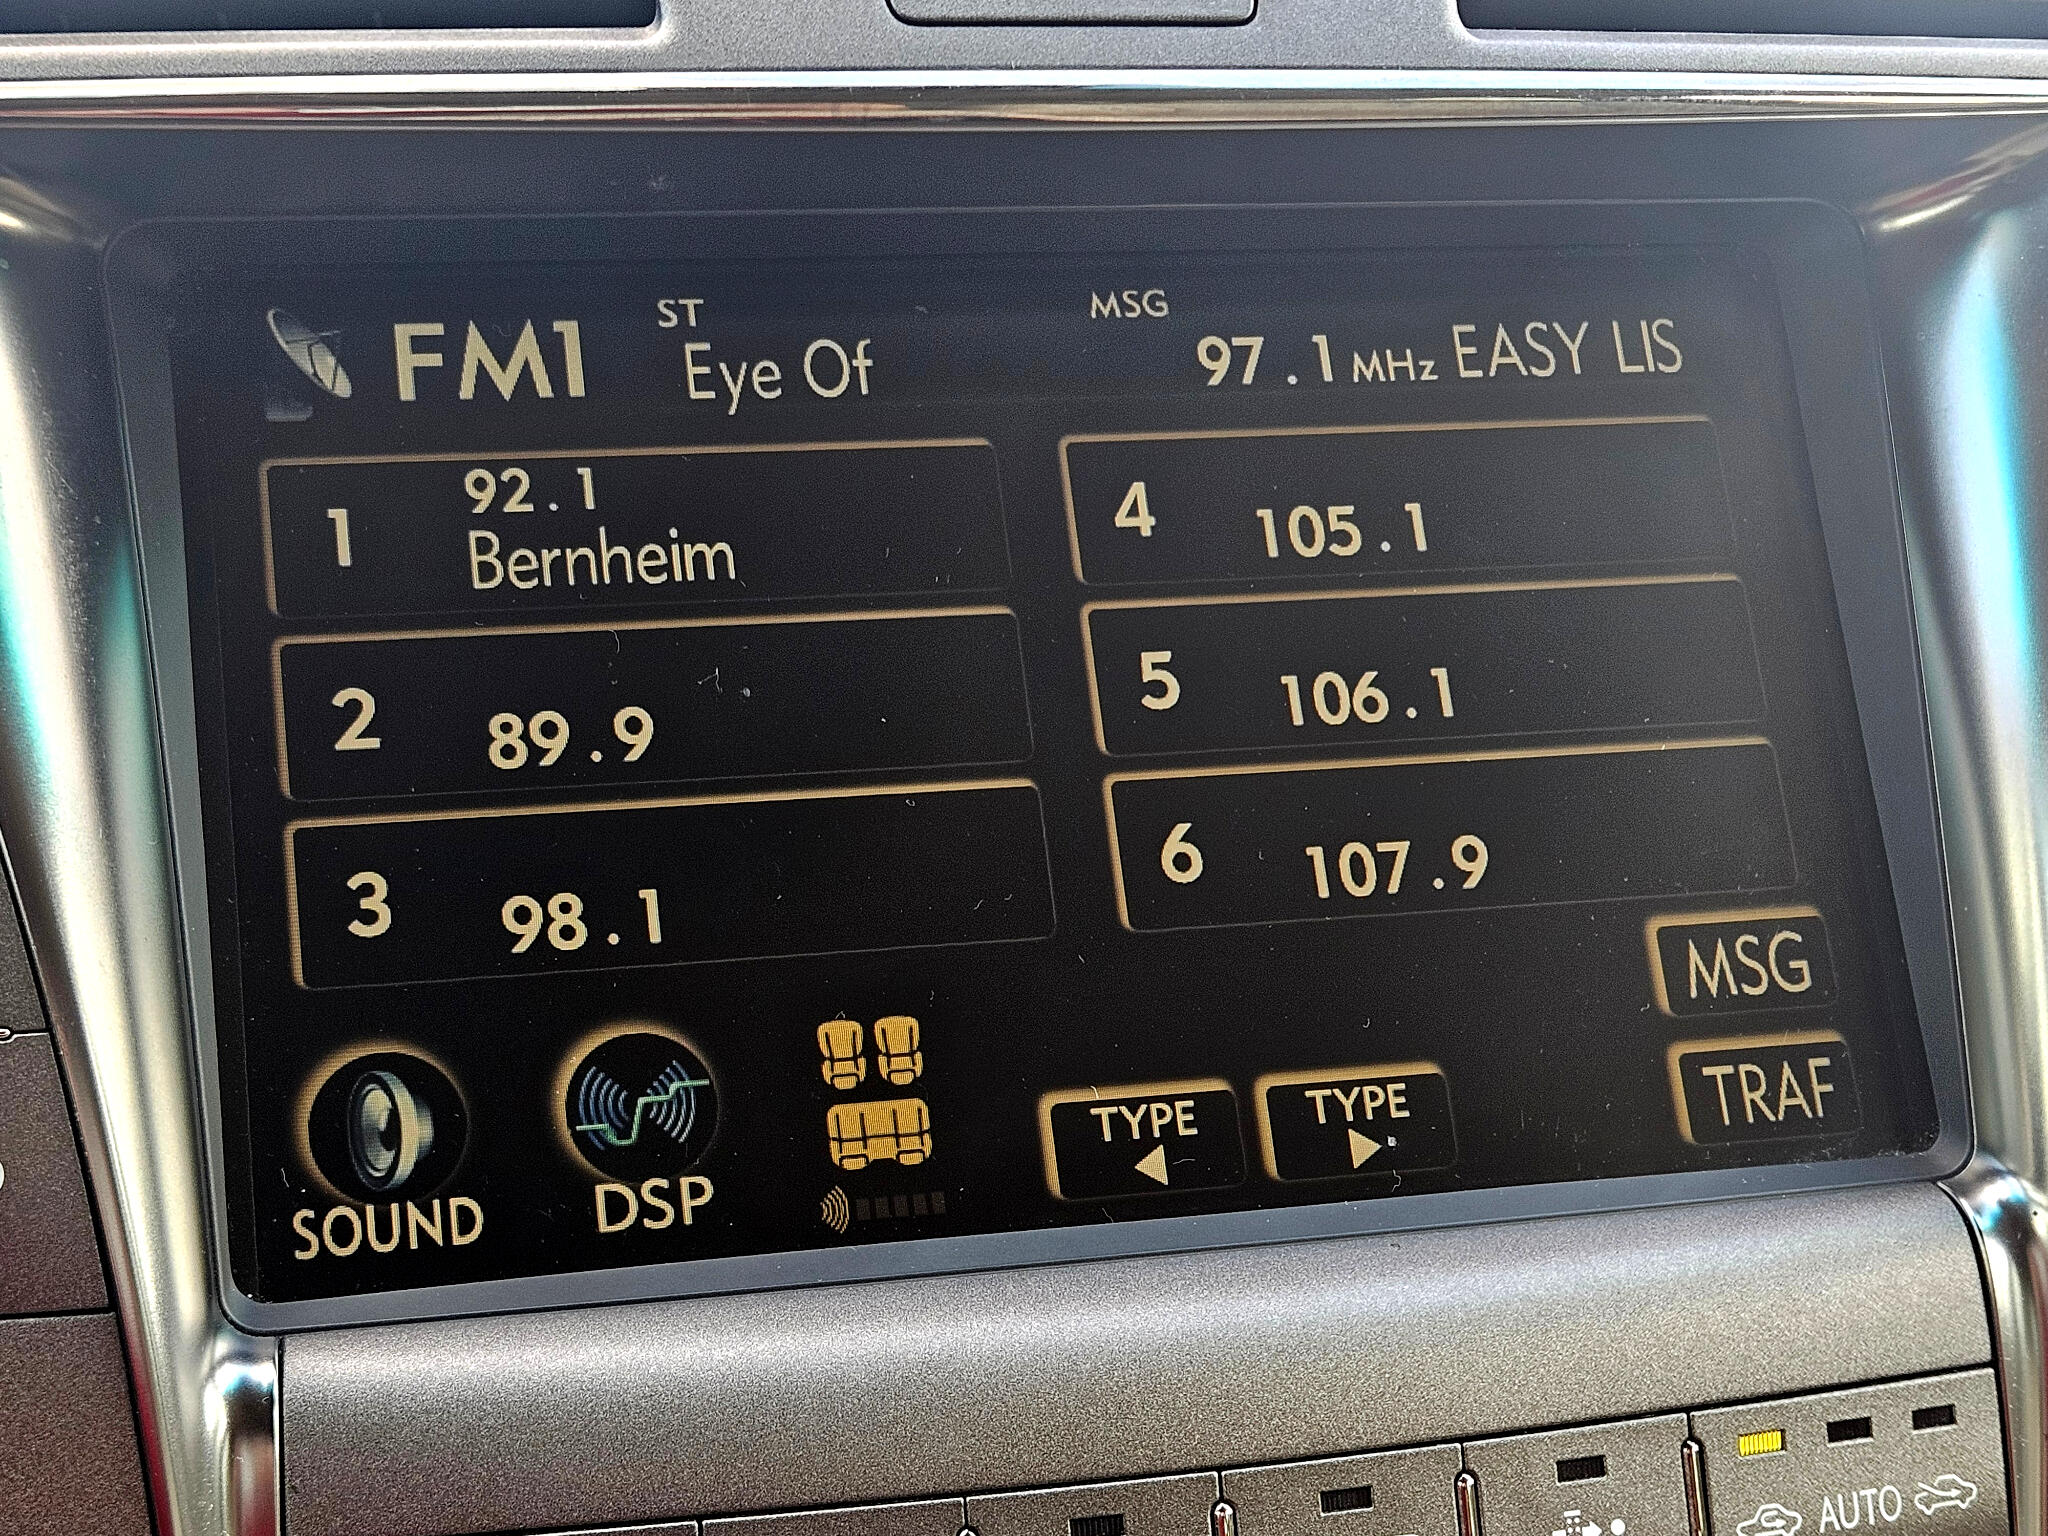 FM1 ST MSG
Eye Of 97.1 MHz EASY LIS
1 92.1
Bernheim
2 89.9
3 98.1
4 105.1
5 106.1
6 107.9
MSG
TRAF
TYPE
TYPE
SOUND
DSP
AUTO